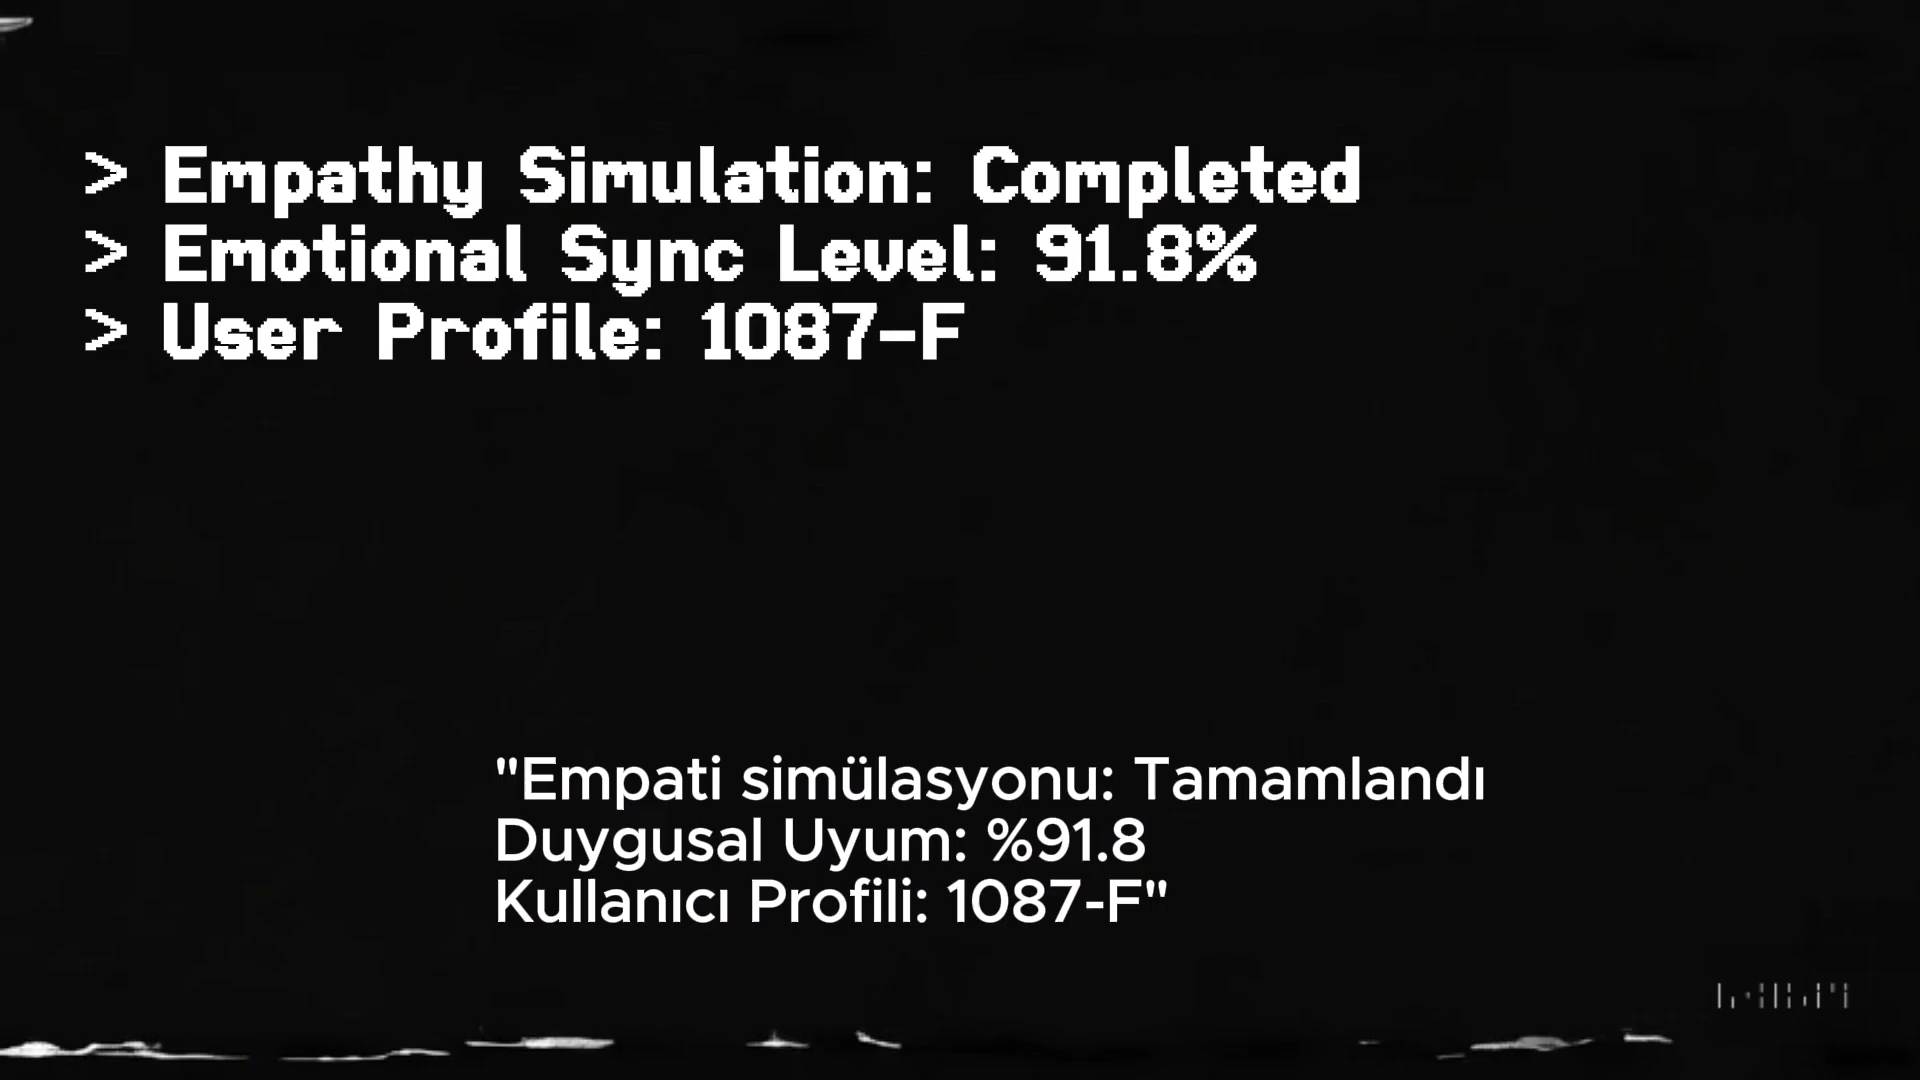 > Empathy Simulation: Completed
> Emotional Sync Level: 91.8%
> User Profile: 1087-F
"Empati simülasyonu: Tamamlandı
Duygusal Uyum: %91.8
Kullanıcı Profili: 1087-F"